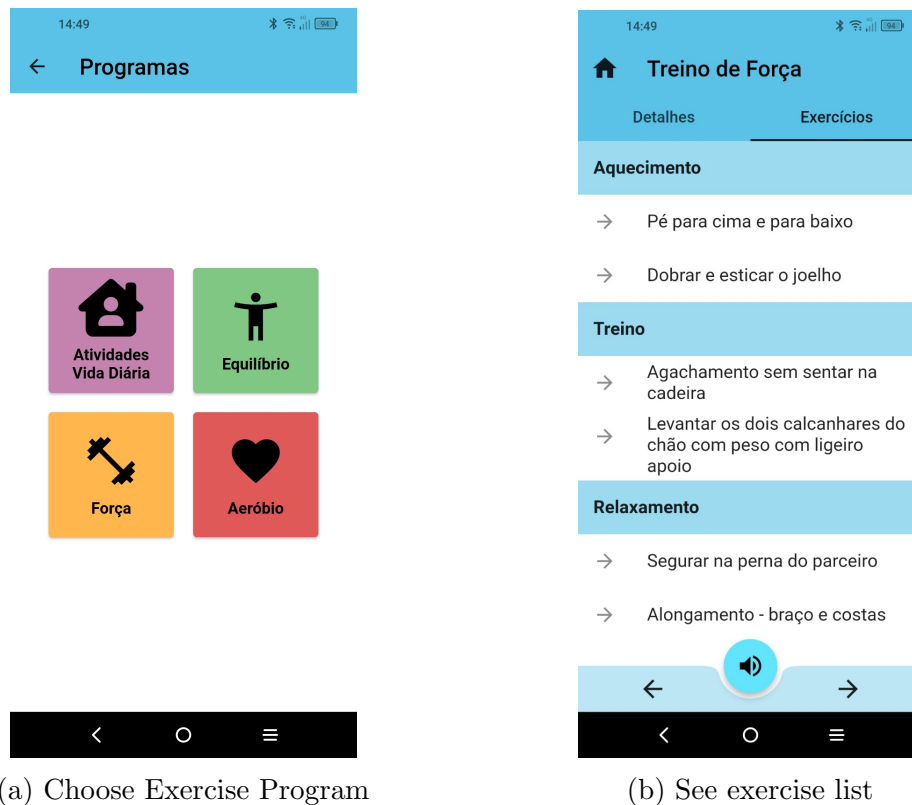 14:49
94
Programas
Atividades
Vida Diária
Equilíbrio
Força
Aeróbio
(a) Choose Exercise Program
14:49
94
Treino de Força
Detalhes
Exercícios
Aquecimento
Pé para cima e para baixo
Dobrar e esticar o joelho
Treino
Agachamento sem sentar na
cadeira
Levantar os dois calcanhares do
chão com peso com ligeiro
apoio
Relaxamento
Segurar na perna do parceiro
Alongamento - braço e costas
(b) See exercise list